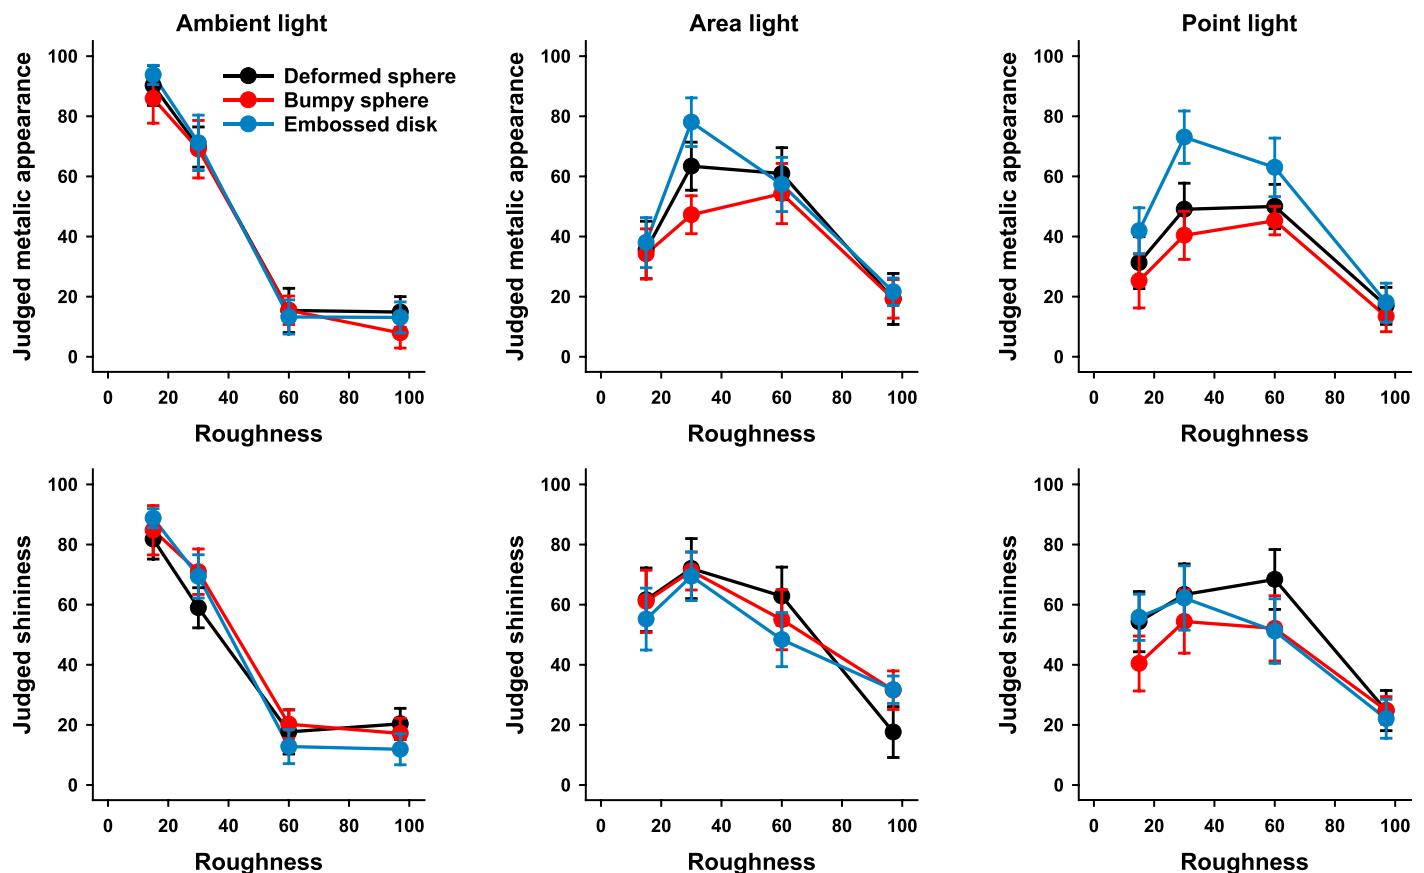 Ambient light
Area light
Point light
Judged metalic appearance
100
80
60
40
20
0
Deformed sphere
Bumpy sphere
Embossed disk
0 20 40 60 80 100
Roughness
Judged metalic appearance
100
80
60
40
20
0
0 20 40 60 80 100
Roughness
Judged metalic appearance
100
80
60
40
20
0
0 20 40 60 80 100
Roughness
Judged shininess
100
80
60
40
20
0
0 20 40 60 80 100
Roughness
Judged shininess
100
80
60
40
20
0
0 20 40 60 80 100
Roughness
Judged shininess
100
80
60
40
20
0
0 20 40 60 80 100
Roughness